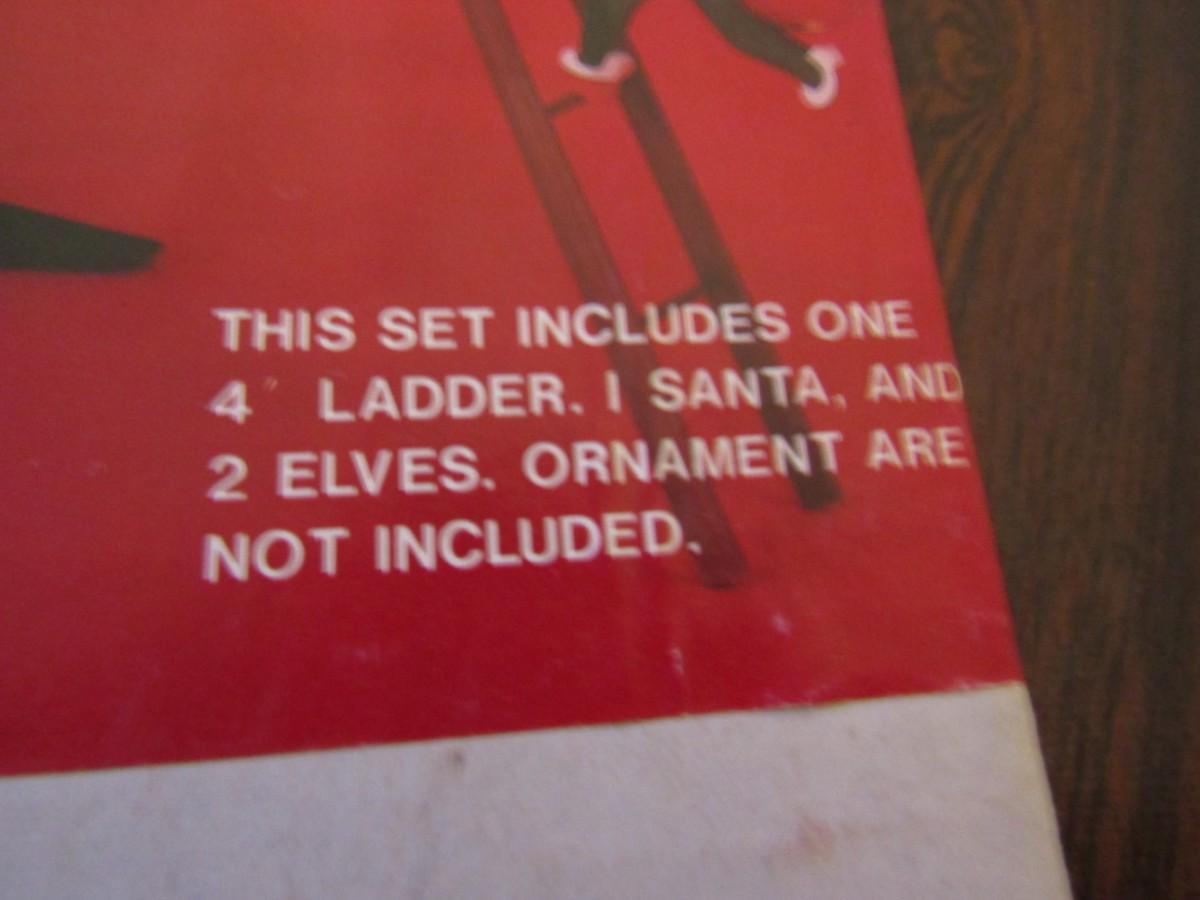 THIS SET INCLUDES ONE
4" LADDER. I SANTA, AND
2 ELVES. ORNAMENT ARE
NOT INCLUDED.